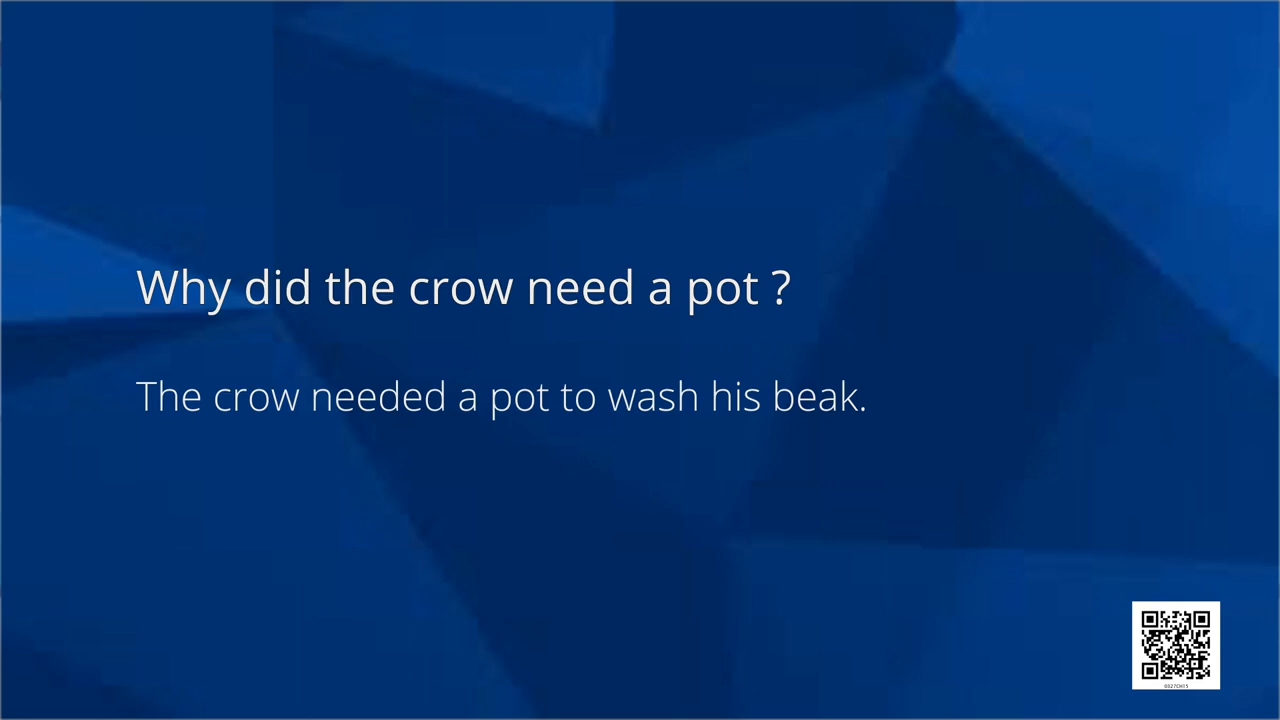 Why did the crow need a pot ?
The crow needed a pot to wash his beak.